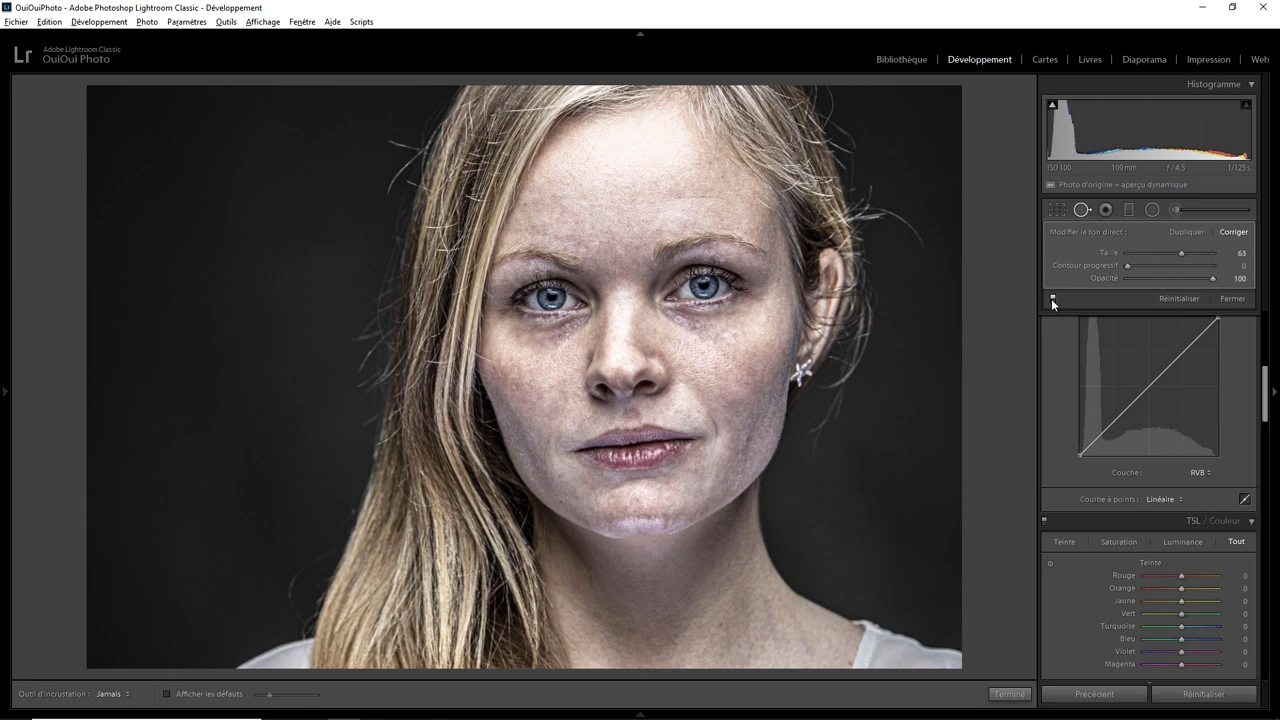 OuiOuiPhoto - Adobe Photoshop Lightroom Classic - Développement
Fichier Edition Développement Photo Paramètres Outils Affichage Fenêtre Aide Scripts
Lr Adobe Lightroom Classic
OuiOui Photo
Bibliothèque | Développement | Cartes | Livres | Diaporama | Impression | Web
Histogramme
ISO 100 109 mm ƒ / 4,5 1/125s
Photo d'origine + aperçu dynamique
Modifier le ton direct : Dupliquer Corriger
Taille 63
Contour progressif 0
Opacité 100
Réinitialiser Fermer
Couche : RVB
Courbe à points : Linéaire
TSL / Couleur
Teinte | Saturation | Luminance | Tout
Teinte
Rouge 0
Orange 0
Jaune 0
Vert 0
Turquoise 0
Bleu 0
Violet 0
Magenta 0
Outil d'incrustation : Jamais Afficher les défauts Terminé
Précédent Réinitialiser